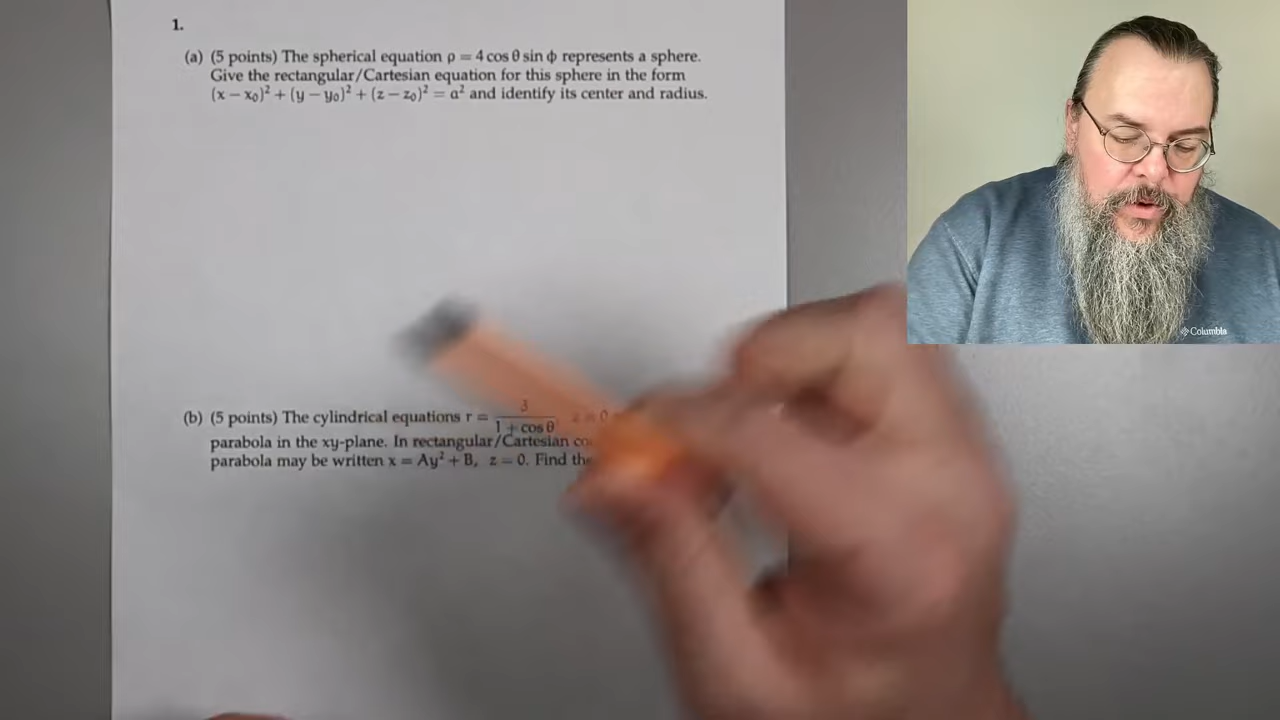 1.
(a) (5 points) The spherical equation ρ = 4 cos θ sin ϕ represents a sphere.
Give the rectangular/Cartesian equation for this sphere in the form
(x − x₀)² + (y − y₀)² + (z − z₀)² = a² and identify its center and radius.
(b) (5 points) The cylindrical equations r = 3/(1 + cos θ) z = 0
parabola in the xy-plane. In rectangular/Cartesian
parabola may be written x = Ay² + B, z = 0. Find the
Columbia